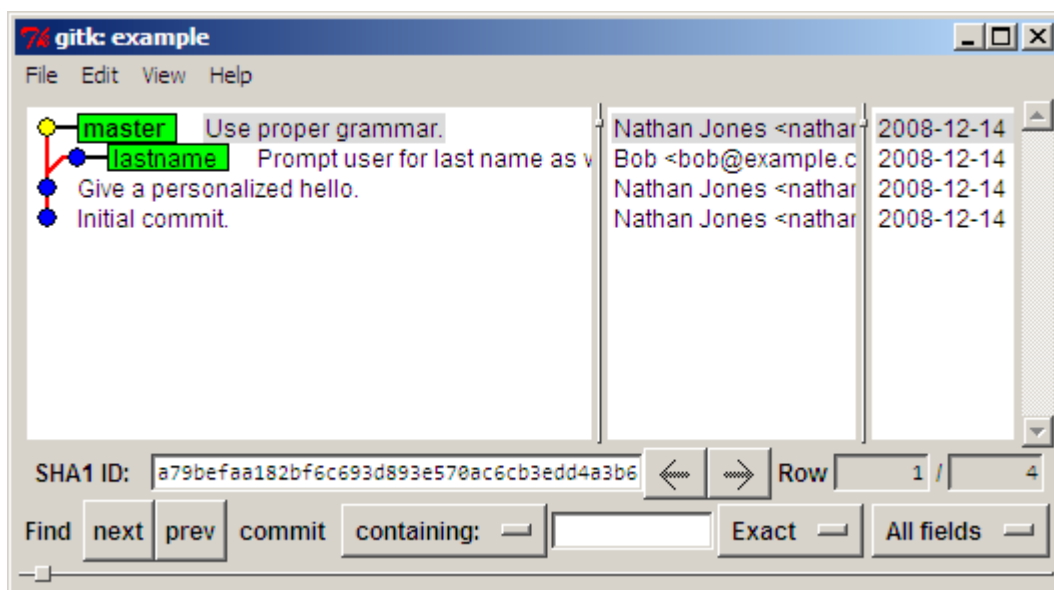 gitk: example
File Edit View Help
master Use proper grammar. Nathan Jones <nathan 2008-12-14
lastname Prompt user for last name as w Bob <bob@example.c 2008-12-14
Give a personalized hello. Nathan Jones <nathan 2008-12-14
Initial commit. Nathan Jones <nathan 2008-12-14
SHA1 ID: a79befaa182bf6c693d893e570ac6cb3edd4a3b6 Row 1 / 4
Find next prev commit containing: Exact All fields